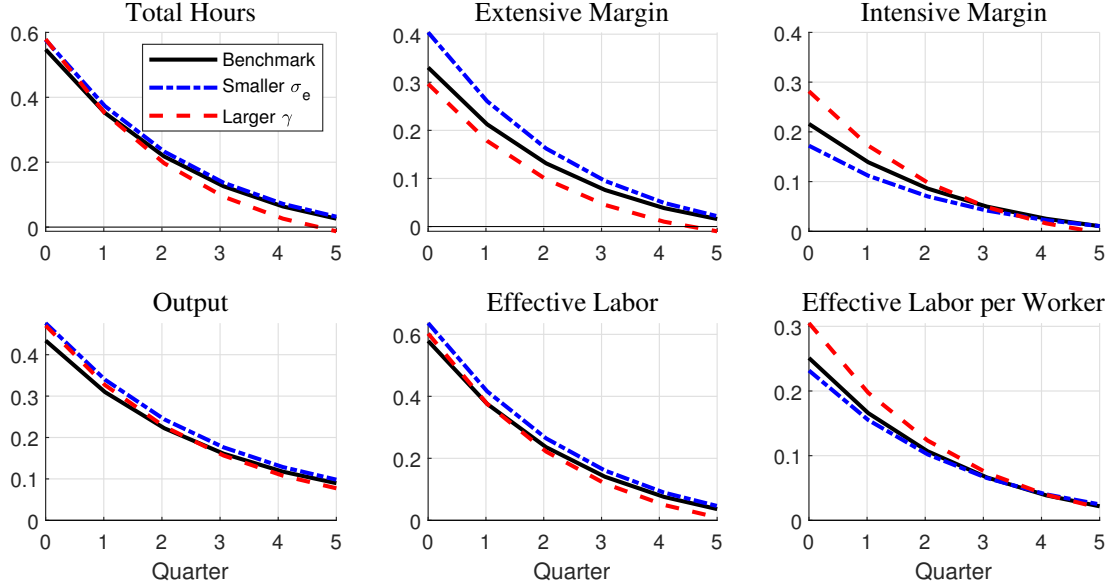 Total Hours
0.6
0.4
0.2
0
0 1 2 3 4 5
Benchmark
Smaller σ_e
Larger γ
Extensive Margin
0.4
0.3
0.2
0.1
0
0 1 2 3 4 5
Intensive Margin
0.4
0.3
0.2
0.1
0
0 1 2 3 4 5
Output
0.4
0.3
0.2
0.1
0
0 1 2 3 4 5
Quarter
Effective Labor
0.6
0.4
0.2
0
0 1 2 3 4 5
Quarter
Effective Labor per Worker
0.3
0.2
0.1
0
0 1 2 3 4 5
Quarter